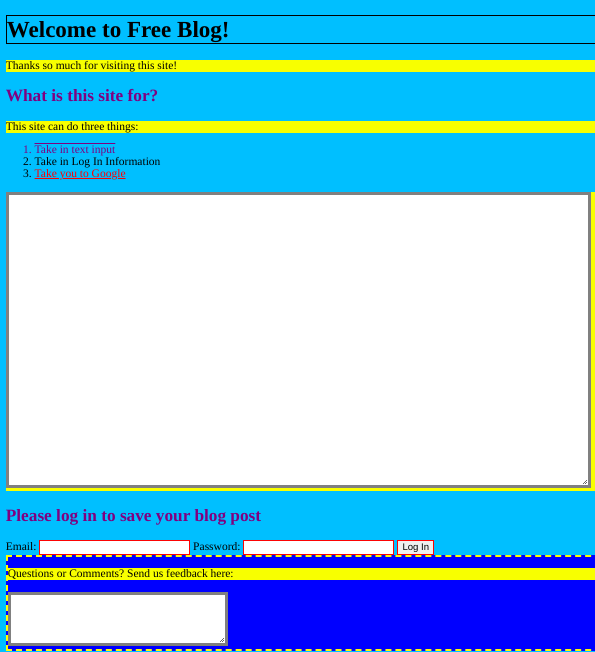 Welcome to Free Blog!
Thanks so much for visiting this site!
What is this site for?
This site can do three things:
1. Take in text input
2. Take in Log In Information
3. Take you to Google
Please log in to save your blog post
Email: Password: Log In
Questions or Comments? Send us feedback here: